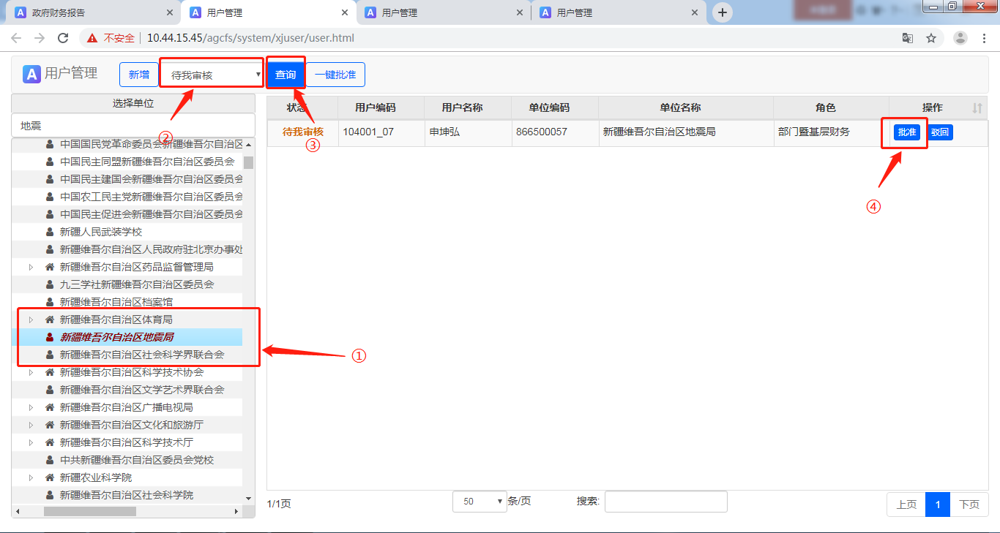 政府财务报告
用户管理
用户管理
用户管理
不安全 10.44.15.45/agcfs/system/xjuser/user.html
A 用户管理 新增 待我审核 查询 一键批准
选择单位
地震
中国国民党革命委员会新疆维吾尔自治区
中国民主同盟新疆维吾尔自治区委员会
中国民主建国会新疆维吾尔自治区委员会
中国农工民主党新疆维吾尔自治区委员会
中国民主促进会新疆维吾尔自治区委员会
新疆人民武装学校
新疆维吾尔自治区人民政府驻北京办事处
新疆维吾尔自治区药品监督管理局
九三学社新疆维吾尔自治区委员会
新疆维吾尔自治区档案馆
新疆维吾尔自治区体育局
新疆维吾尔自治区地震局
新疆维吾尔自治区社会科学界联合会
新疆维吾尔自治区科学技术协会
新疆维吾尔自治区文学艺术界联合会
新疆维吾尔自治区广播电视局
新疆维吾尔自治区文化和旅游厅
新疆维吾尔自治区科学技术厅
中共新疆维吾尔自治区委员会党校
新疆农业科学院
新疆维吾尔自治区社会科学院
状态 用户编码 用户名称 单位编码 单位名称 角色 操作
待我审核 104001_07 申坤弘 866500057 新疆维吾尔自治区地震局 部门暨基层财务 批准 驳回
①
②
③
④
1/1页 50 条/页 搜索: 上页 1 下页